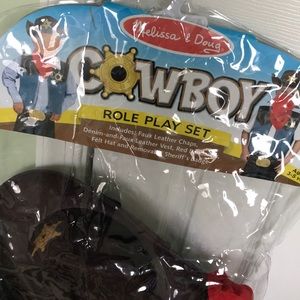 Melissa & Doug
COWBOY
ROLE PLAY SET
Includes: Faux Leather Chaps,
Denim-and-Faux-Leather Vest, Red
Felt Hat and Removable Sheriff's Badge